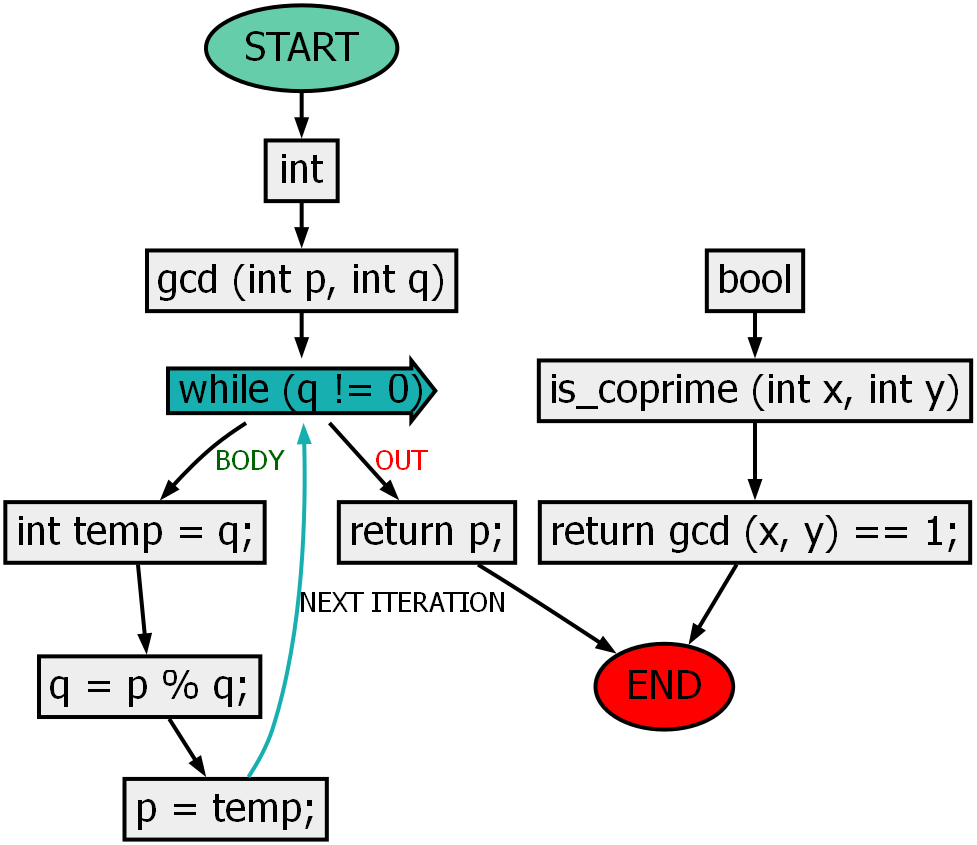 START
int
gcd (int p, int q)
bool
while (q != 0)
is_coprime (int x, int y)
BODY
OUT
int temp = q;
return p;
return gcd (x, y) == 1;
NEXT ITERATION
q = p % q;
END
p = temp;